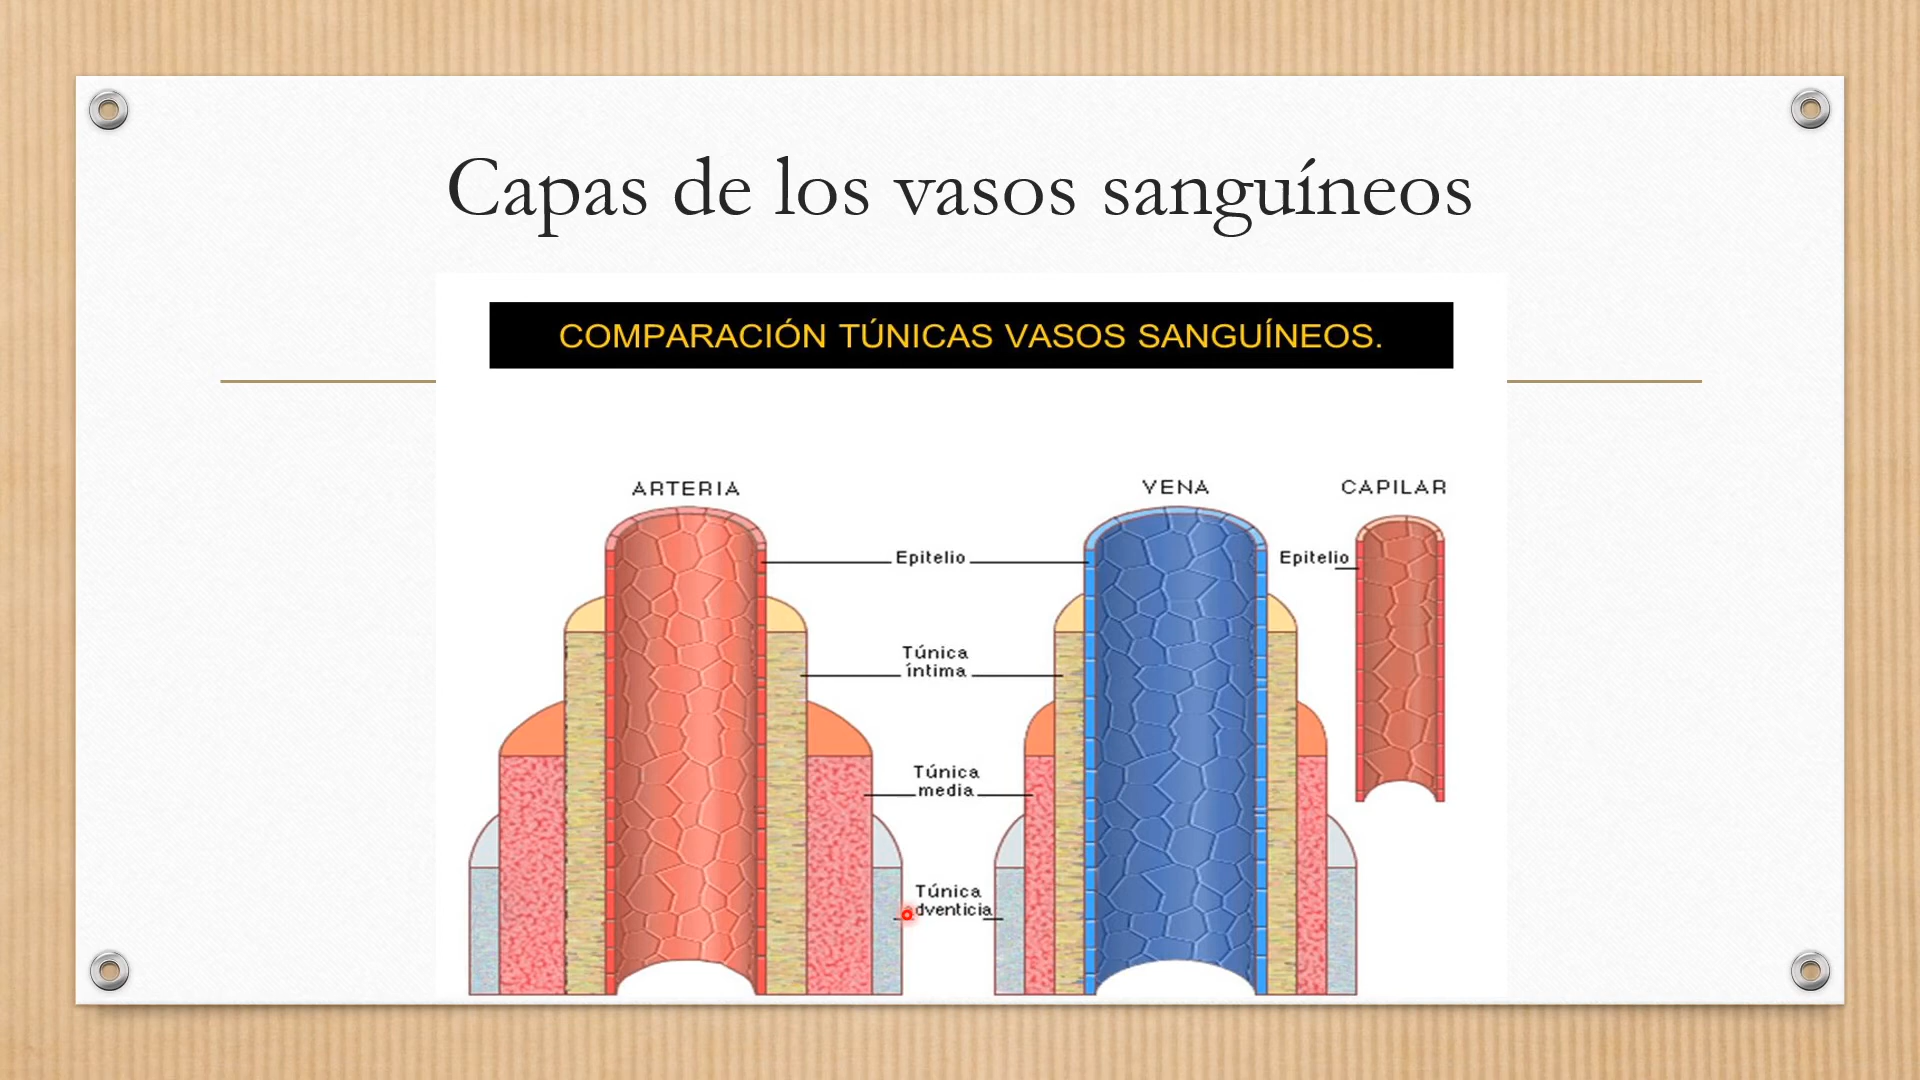 Capas de los vasos sanguíneos
COMPARACIÓN TÚNICAS VASOS SANGUÍNEOS.
ARTERIA
VENA
CAPILAR
Epitelio
Epitelio
Túnica
íntima
Túnica
media
Túnica
dventicia